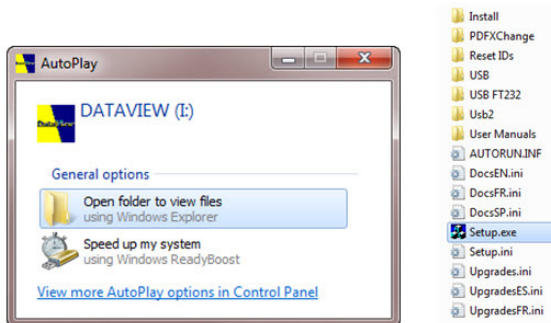 AutoPlay
DataView
DATAVIEW (I:)
General options
Open folder to view files
using Windows Explorer
Speed up my system
using Windows ReadyBoost
View more AutoPlay options in Control Panel
Install
PDFXChange
Reset IDs
USB
USB FT232
Usb2
User Manuals
AUTORUN.INF
DocsEN.ini
DocsFR.ini
DocsSP.ini
Setup.exe
Setup.ini
Upgrades.ini
UpgradesES.ini
UpgradesFR.ini